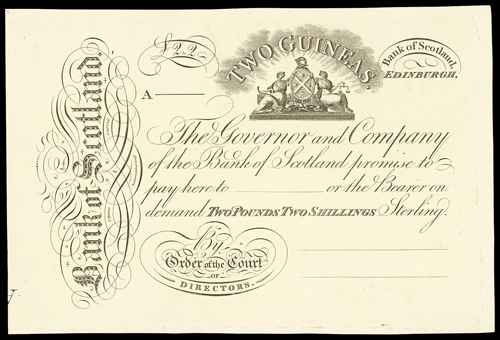 Bank of Scotland.
£2..2
TWO GUINEAS.
Bank of Scotland,
EDINBURGH,
A
The Governor and Company
of the Bank of Scotland promise to
pay here to or the Bearer on
demand TWO POUNDS TWO SHILLINGS Sterling.
By
Order of the Court
OF
DIRECTORS.